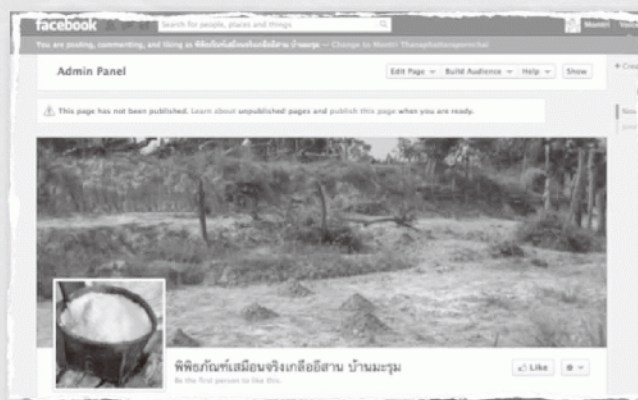 facebook
Search for people, places and things
Montri
You are posting, commenting, and liking as พิพิธภัณฑ์เสมือนจริงเกลืออีสาน บ้านมะรุม — Change to Montri
Admin Panel
Edit Page
Build Audience
Help
Show
This page has not been published. Learn about unpublished pages and publish this page when you are ready.
พิพิธภัณฑ์เสมือนจริงเกลืออีสาน บ้านมะรุม
Be the first person to like this.
Like